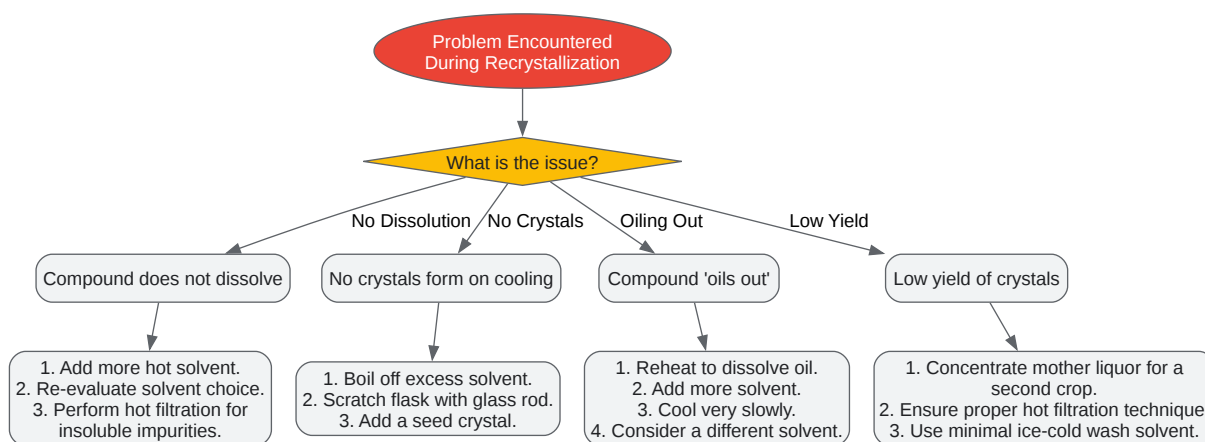 Problem Encountered
During Recrystallization
What is the issue?
No Dissolution
No Crystals
Oiling Out
Low Yield
Compound does not dissolve
No crystals form on cooling
Compound 'oils out'
Low yield of crystals
1. Add more hot solvent.
2. Re-evaluate solvent choice.
3. Perform hot filtration for
insoluble impurities.
1. Boil off excess solvent.
2. Scratch flask with glass rod.
3. Add a seed crystal.
1. Reheat to dissolve oil.
2. Add more solvent.
3. Cool very slowly.
4. Consider a different solvent.
1. Concentrate mother liquor for a
second crop.
2. Ensure proper hot filtration technique
3. Use minimal ice-cold wash solvent.